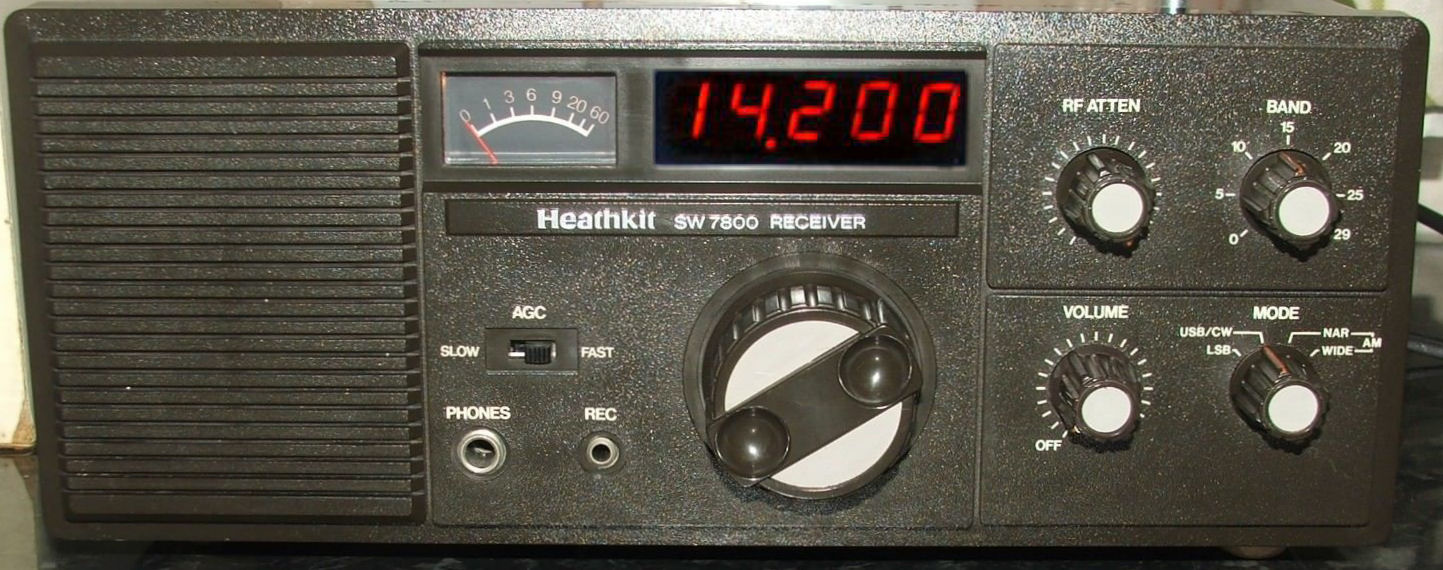 0 1 3 6 9 20 60
14.200
Heathkit SW 7800 RECEIVER
AGC
SLOW FAST
PHONES REC
RF ATTEN
BAND
0 5 10 15 20 25 29
VOLUME
OFF
MODE
USB/CW NAR
LSB WIDE AM